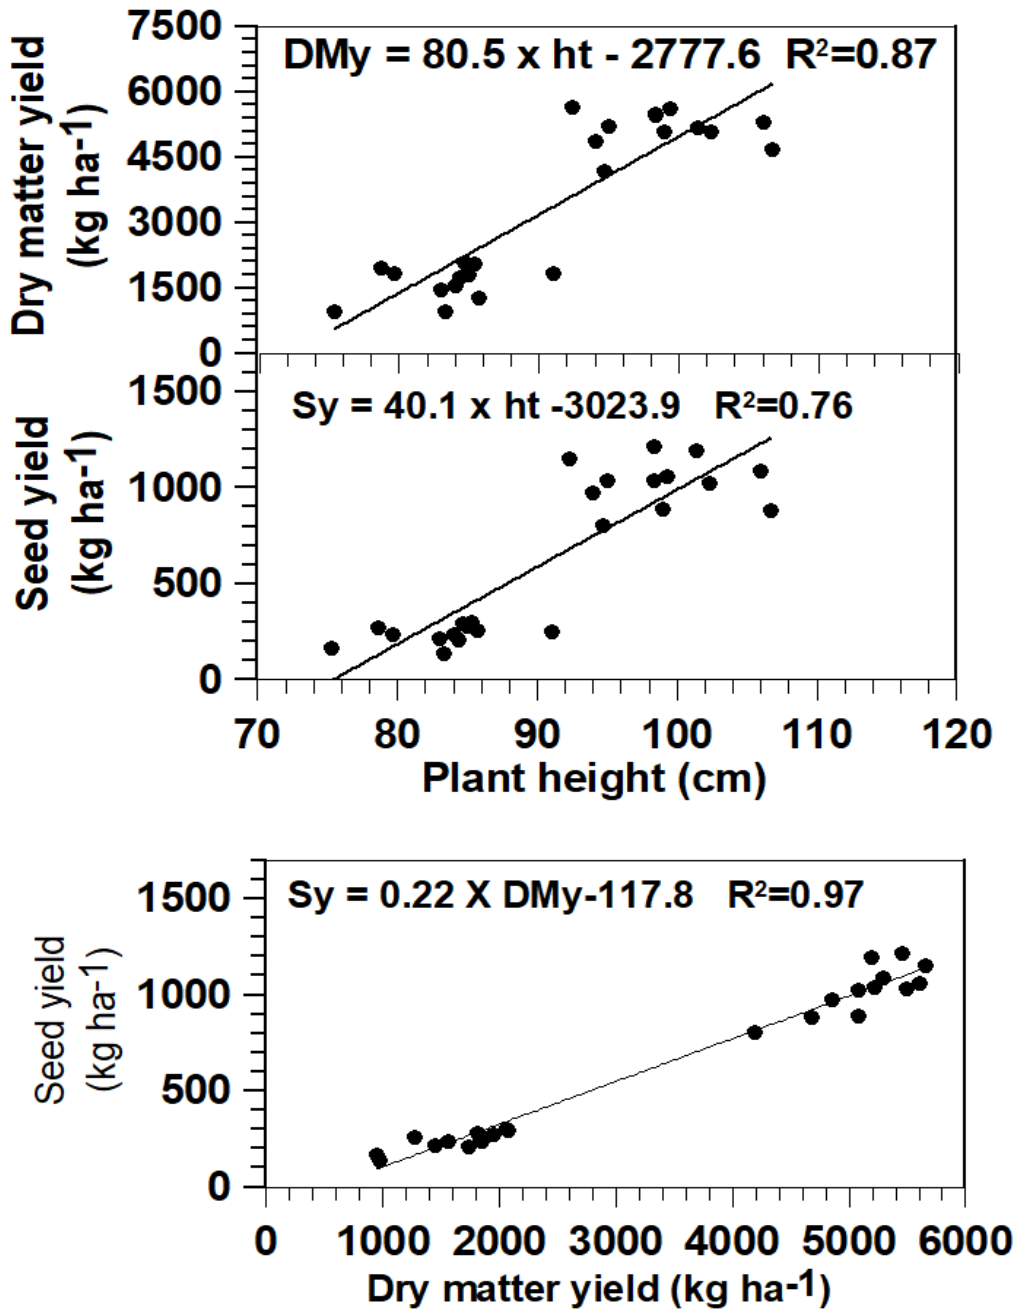 7500
DMy = 80.5 x ht - 2777.6 R²=0.87
6000
4500
3000
1500
0
Dry matter yield
(kg ha-1)
1500
Sy = 40.1 x ht -3023.9 R²=0.76
1000
500
0
Seed yield
(kg ha-1)
70 80 90 100 110 120
Plant height (cm)
1500
Sy = 0.22 X DMy-117.8 R²=0.97
1000
500
0
Seed yield
(kg ha-1)
0 1000 2000 3000 4000 5000 6000
Dry matter yield (kg ha-1)